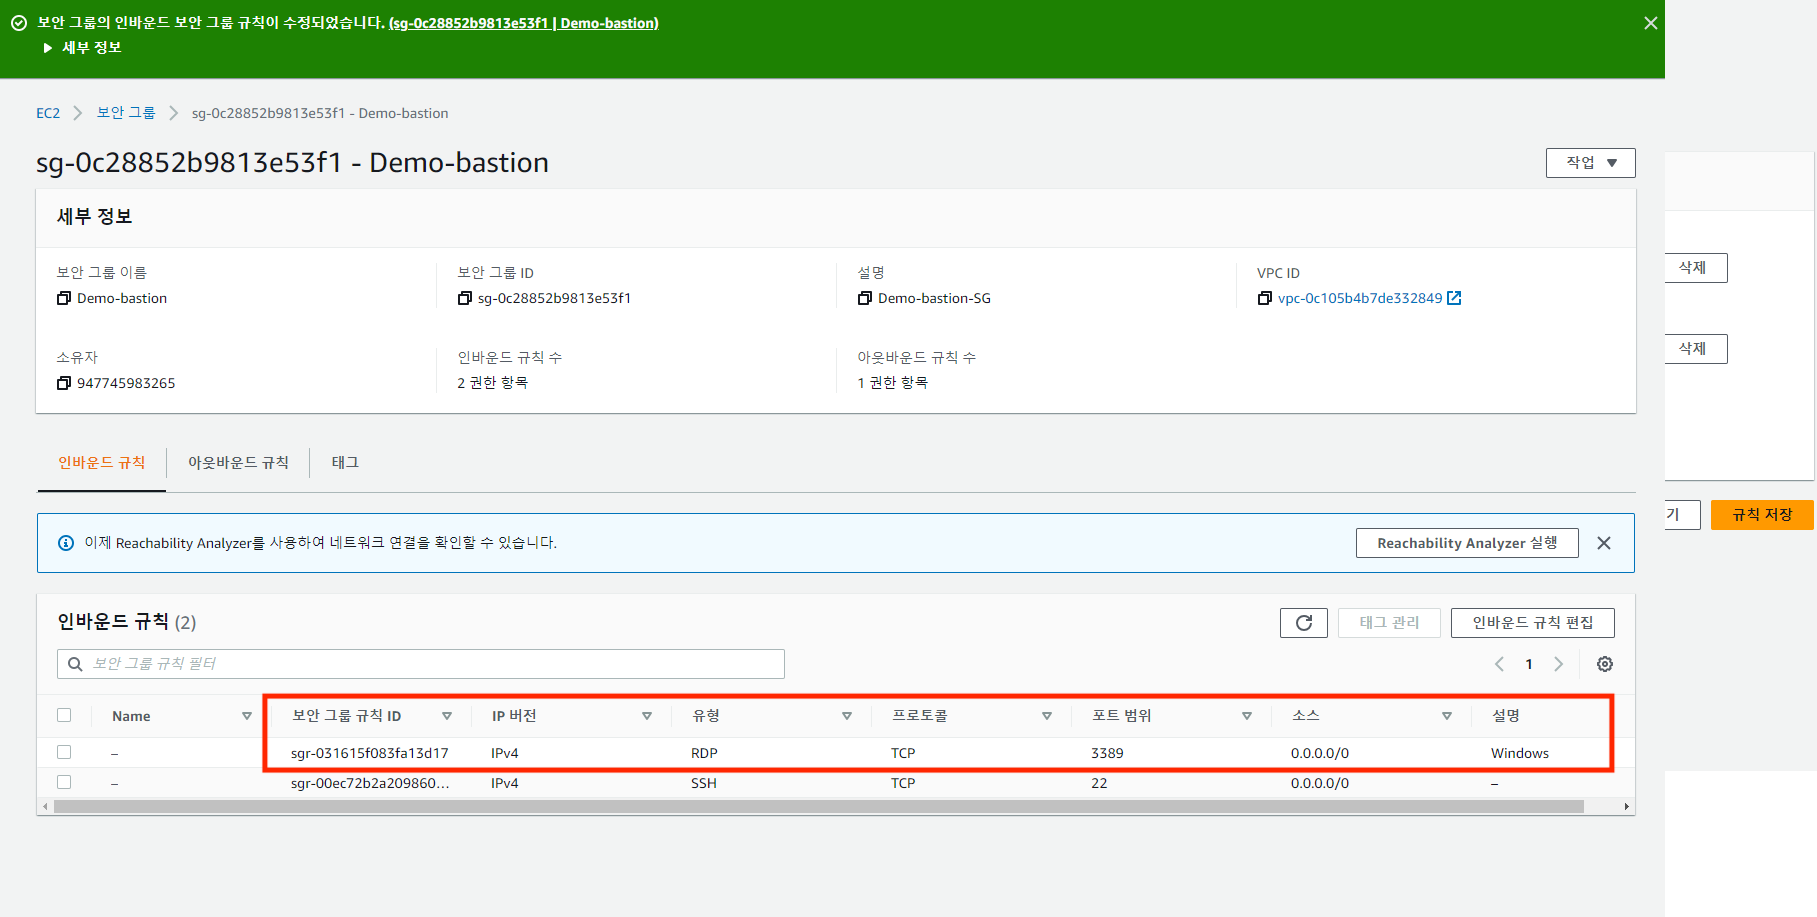 보안 그룹의 인바운드 보안 그룹 규칙이 수정되었습니다. (sg-0c28852b9813e53f1 | Demo-bastion)
세부 정보
EC2 보안 그룹 sg-0c28852b9813e53f1 - Demo-bastion
sg-0c28852b9813e53f1 - Demo-bastion
작업
세부 정보
보안 그룹 이름 보안 그룹 ID 설명 VPC ID
Demo-bastion sg-0c28852b9813e53f1 Demo-bastion-SG vpc-0c105b4b7de332849
삭제
삭제
소유자 인바운드 규칙 수 아웃바운드 규칙 수
947745983265 2 권한 항목 1 권한 항목
인바운드 규칙 아웃바운드 규칙 태그
기 규칙 저장
이제 Reachability Analyzer를 사용하여 네트워크 연결을 확인할 수 있습니다. Reachability Analyzer 실행
인바운드 규칙 (2) 태그 관리 인바운드 규칙 편집
보안 그룹 규칙 필터 1
Name 보안 그룹 규칙 ID IP 버전 유형 프로토콜 포트 범위 소스 설명
– sgr-031615f083fa13d17 IPv4 RDP TCP 3389 0.0.0.0/0 Windows
– sgr-00ec72b2a209860... IPv4 SSH TCP 22 0.0.0.0/0 –